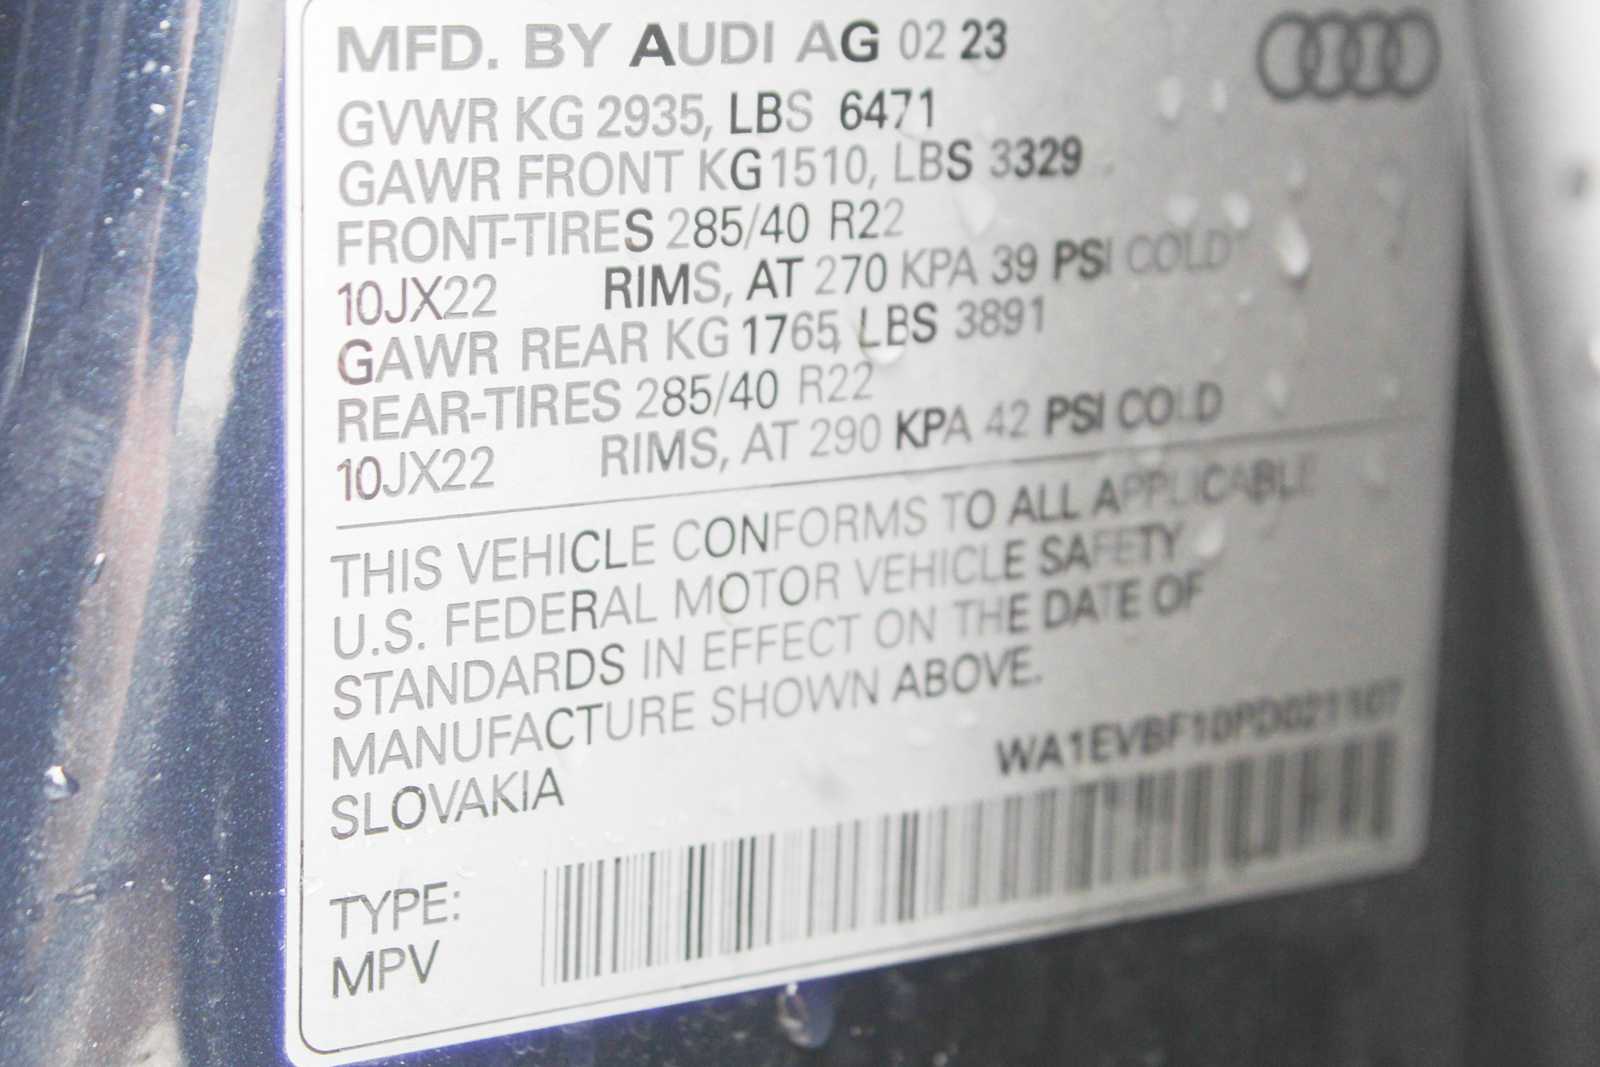 MFD. BY AUDI AG 02 23
GVWR KG 2935, LBS 6471
GAWR FRONT KG 1510, LBS 3329
FRONT-TIRES 285/40 R22
10JX22 RIMS, AT 270 KPA 39 PSI COLD
GAWR REAR KG 1765, LBS 3891
REAR-TIRES 285/40 R22
10JX22 RIMS, AT 290 KPA 42 PSI COLD
THIS VEHICLE CONFORMS TO ALL APPLICABLE
U.S. FEDERAL MOTOR VEHICLE SAFETY
STANDARDS IN EFFECT ON THE DATE OF
MANUFACTURE SHOWN ABOVE.
SLOVAKIA
WA1EVBF10PD021107
TYPE:
MPV